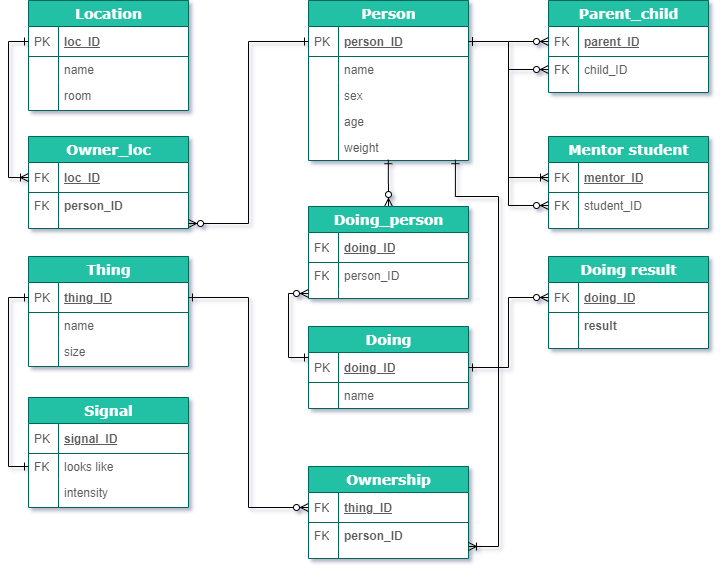 Location
PK loc_ID
name
room
Owner_loc
FK loc_ID
FK person_ID
Thing
PK thing_ID
name
size
Signal
PK signal_ID
FK looks like
intensity
Person
PK person_ID
name
sex
age
weight
Doing_person
FK doing_ID
FK person_ID
Doing
PK doing_ID
name
Ownership
FK thing_ID
FK person_ID
Parent_child
FK parent_ID
FK child_ID
Mentor student
FK mentor_ID
FK student_ID
Doing result
FK doing_ID
result